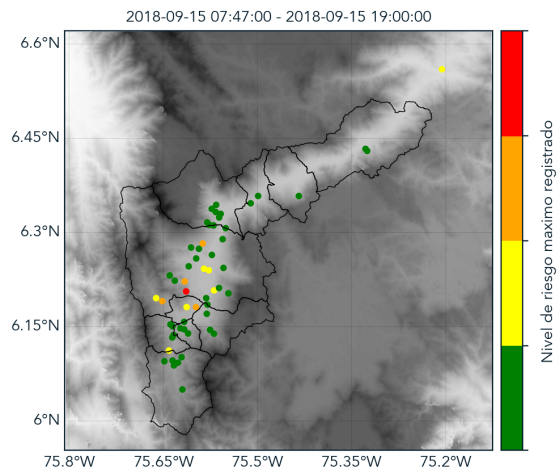 2018-09-15 07:47:00 - 2018-09-15 19:00:00
6.6°N
6.45°N
6.3°N
6.15°N
6°N
75.8°W
75.65°W
75.5°W
75.35°W
75.2°W
Nivel de riesgo maximo registrado